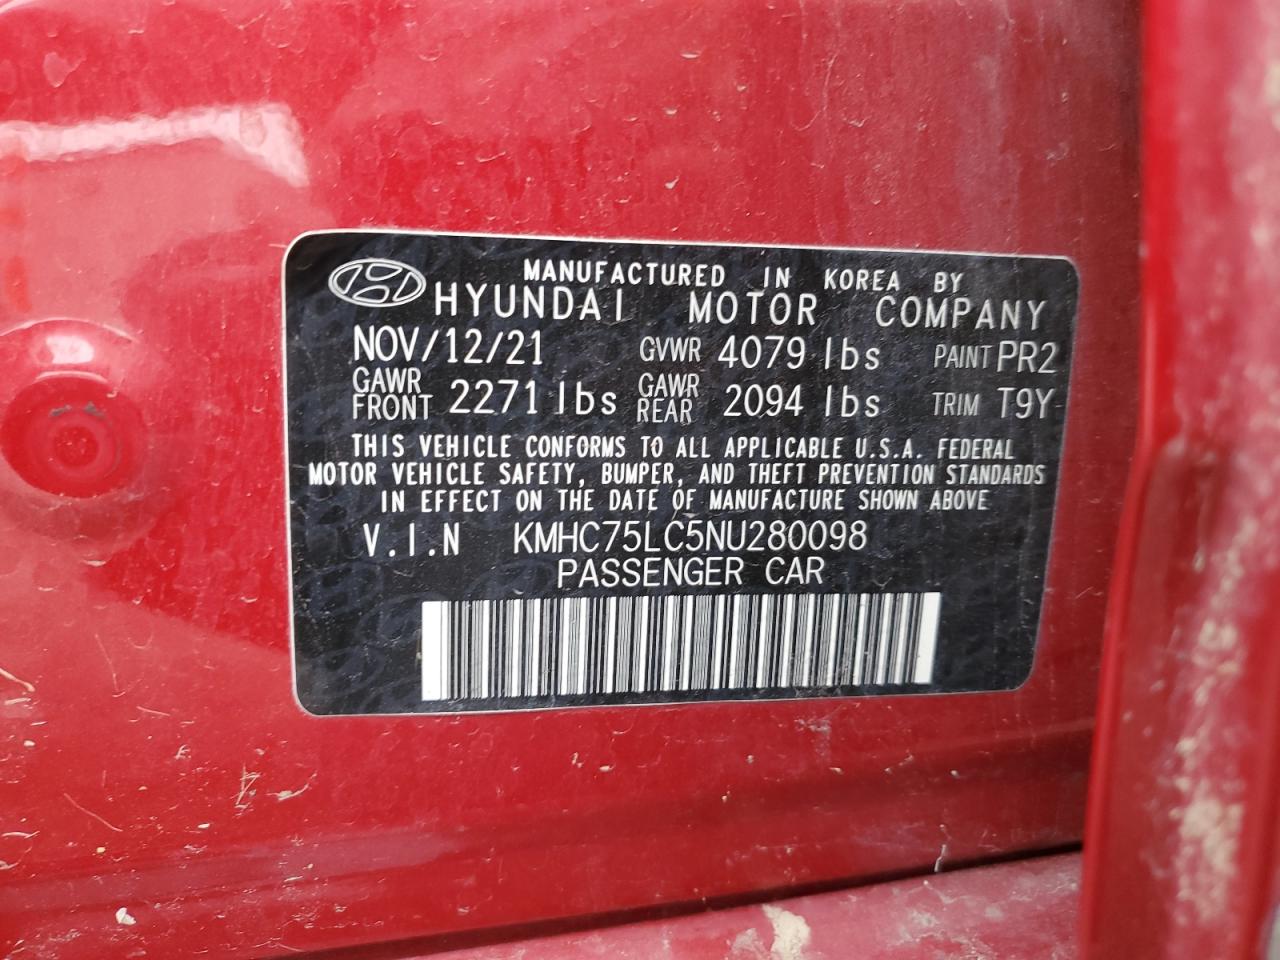 MANUFACTURED IN KOREA BY
HYUNDAI MOTOR COMPANY
NOV/12/21 GVWR 4079 lbs PAINT PR2
GAWR FRONT 2271 lbs GAWR REAR 2094 lbs TRIM T9Y
THIS VEHICLE CONFORMS TO ALL APPLICABLE U.S.A. FEDERAL
MOTOR VEHICLE SAFETY, BUMPER, AND THEFT PREVENTION STANDARDS
IN EFFECT ON THE DATE OF MANUFACTURE SHOWN ABOVE
V.I.N KMHC75LC5NU280098
PASSENGER CAR